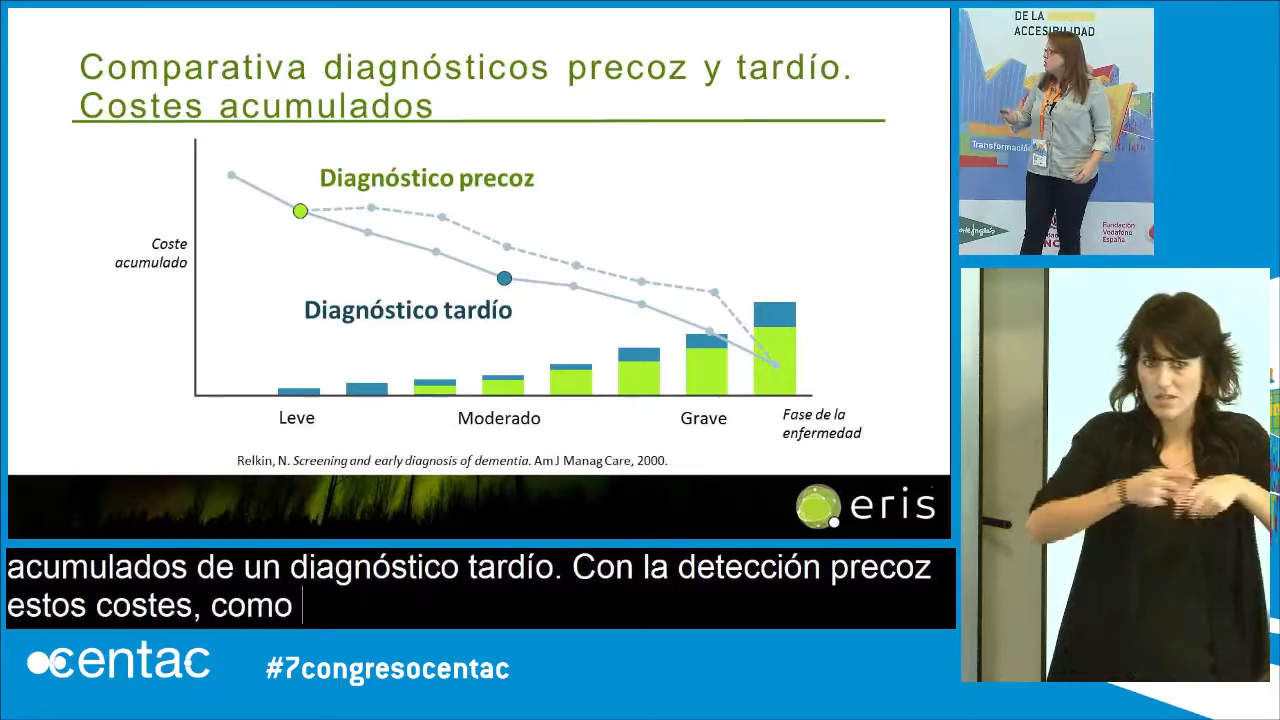 Comparativa diagnósticos precoz y tardío.
Costes acumulados
Diagnóstico precoz
Coste
acumulado
Diagnóstico tardío
Leve
Moderado
Grave
Fase de la
enfermedad
Relkin, N. Screening and early diagnosis of dementia. Am J Manag Care, 2000.
eris
acumulados de un diagnóstico tardío. Con la detección precoz
estos costes, como
centac
#7congresocentac
DE LA
ACCESIBILIDAD
Transformació
Fundación
Vodafone
España